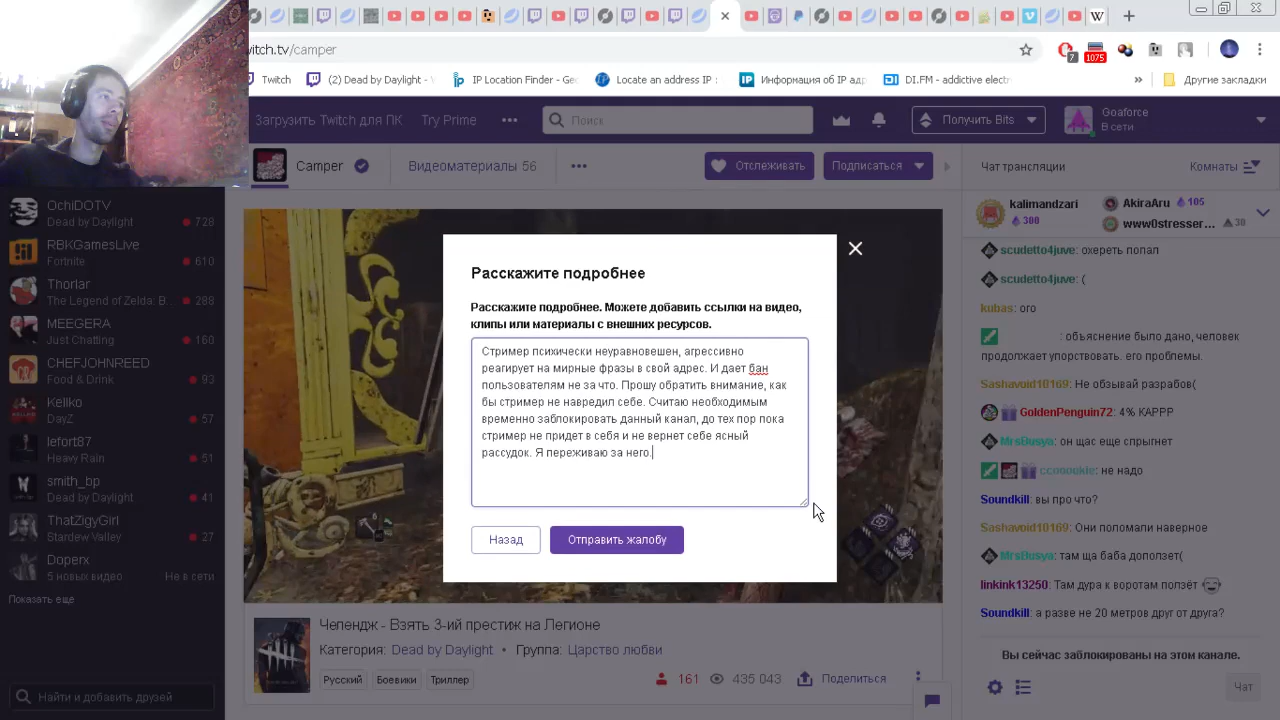 7
1075
vitch.tv/camper
Twitch
(2) Dead by Daylight -
IP Location Finder - Geo
Locate an address IP :
Информация об IP адр
DI.FM - addictive electr
»
Другие закладки
Загрузить Twitch для ПК
Try Prime
•••
Поиск
Получить Bits
Goaforce
В сети
Camper
Видеоматериалы 56
•••
Отслеживать
Подписаться
Чат трансляции
Комнаты
OchiDOTV
Dead by Daylight
728
RBKGamesLive
Fortnite
610
Thorlar
The Legend of Zelda: B...
288
MEEGERA
Just Chatting
160
CHEFJOHNREED
Food & Drink
93
Keliko
DayZ
57
lefort87
Heavy Rain
51
smith_bp
Dead by Daylight
41
ThatZigyGirl
Stardew Valley
27
Doperx
5 новых видео
Не в сети
Показать еще
Найти и добавить друзей
Расскажите подробнее
Расскажите подробнее. Можете добавить ссылки на видео,
клипы или материалы с внешних ресурсов.
Стример психически неуравновешен, агрессивно
реагирует на мирные фразы в свой адрес. И дает бан
пользователям не за что. Прошу обратить внимание, как
бы стример не навредил себе. Считаю необходимым
временно заблокировать данный канал, до тех пор пока
стример не придет в себя и не вернет себе ясный
рассудок. Я переживаю за него.
Назад
Отправить жалобу
Челендж - Взять 3-ий престиж на Легионе
Категория: Dead by Daylight • Группа: Царство любви
Русский
Боевики
Триллер
161
435 043
Поделиться
kalimandzari
300
AkiraAru
105
www0stresser...
30
scudetto4juve: охереть попал
scudetto4juve: (
kubas: ого
: объяснение было дано, человек
продолжает упорствовать. его проблемы.
Sashavoid10169: Не обзывай разрабов(
GoldenPenguin72: 4% KAPPP
MrsBusya: он щас еще спрыгнет
ccoooekic: не надо
Soundkill: вы про что?
Sashavoid10169: Они поломали наверное
MrsBusya: там ща баба доползет(
linkink13250: Там дура к воротам ползёт
Soundkill: а разве не 20 метров друг от друга?
Вы сейчас заблокированы на этом канале.
Чат